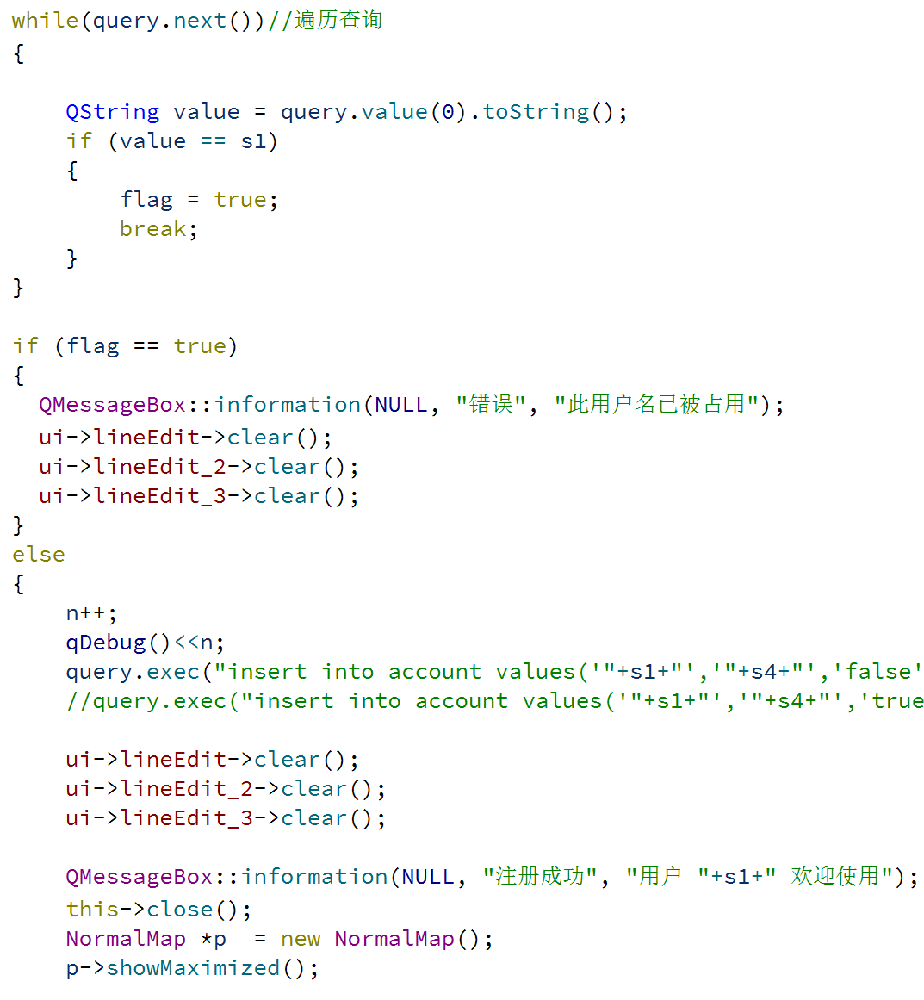 while(query.next())//遍历查询
{
QString value = query.value(0).toString();
if (value == s1)
{
flag = true;
break;
}
}
if (flag == true)
{
QMessageBox::information(NULL, "错误", "此用户名已被占用");
ui->lineEdit->clear();
ui->lineEdit_2->clear();
ui->lineEdit_3->clear();
}
else
{
n++;
qDebug()<<n;
query.exec("insert into account values('"+s1+"','"+s4+"','false'
//query.exec("insert into account values('"+s1+"','"+s4+"','true
ui->lineEdit->clear();
ui->lineEdit_2->clear();
ui->lineEdit_3->clear();
QMessageBox::information(NULL, "注册成功", "用户 "+s1+" 欢迎使用");
this->close();
NormalMap *p  = new NormalMap();
p->showMaximized();